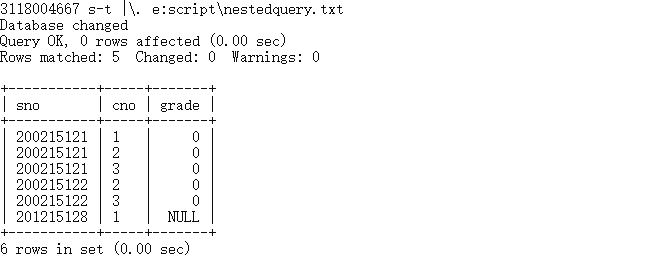 3118004667 s-t |\. e:script\nestedquery.txt
Database changed
Query OK, 0 rows affected (0.00 sec)
Rows matched: 5  Changed: 0  Warnings: 0
+-----------+-----+-------+
| sno       | cno | grade |
+-----------+-----+-------+
| 200215121 | 1   |     0 |
| 200215121 | 2   |     0 |
| 200215121 | 3   |     0 |
| 200215122 | 2   |     0 |
| 200215122 | 3   |     0 |
| 201215128 | 1   |  NULL |
+-----------+-----+-------+
6 rows in set (0.00 sec)